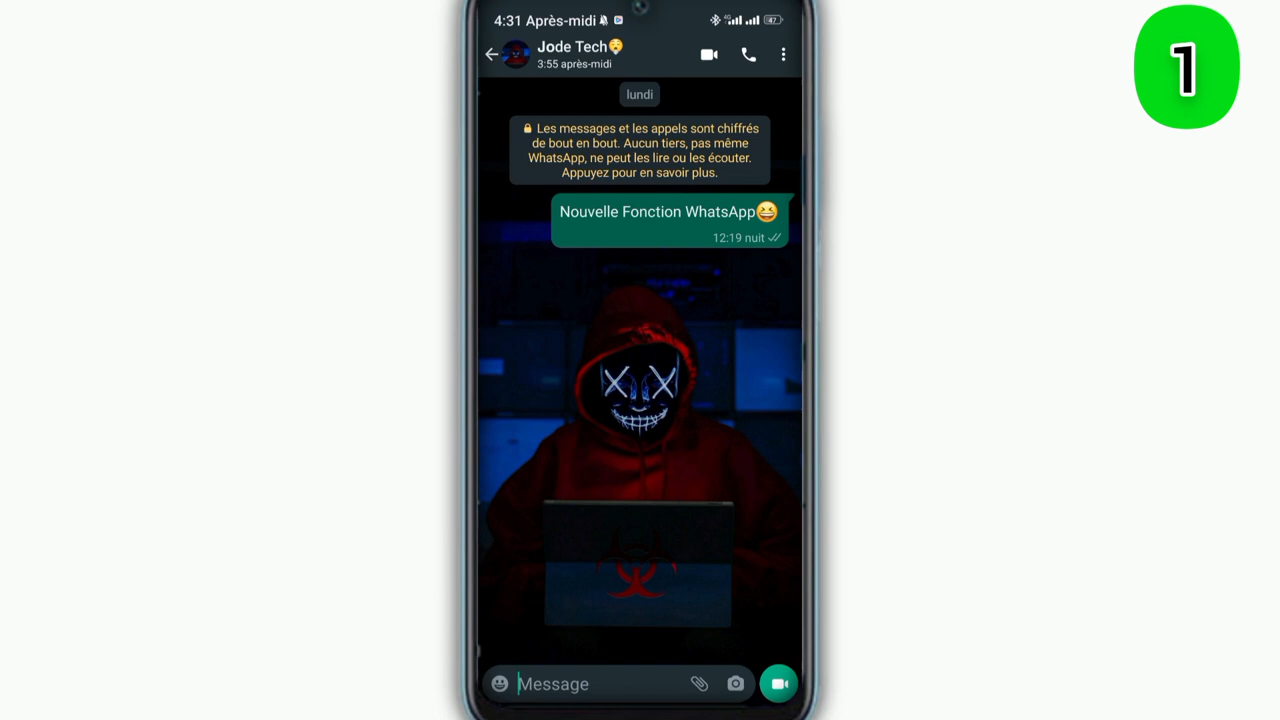 1
4:31 Après-midi
4G
47
Jode Tech😯
3:55 après-midi
lundi
🔒 Les messages et les appels sont chiffrés
de bout en bout. Aucun tiers, pas même
WhatsApp, ne peut les lire ou les écouter.
Appuyez pour en savoir plus.
Nouvelle Fonction WhatsApp😆
12:19 nuit
Message